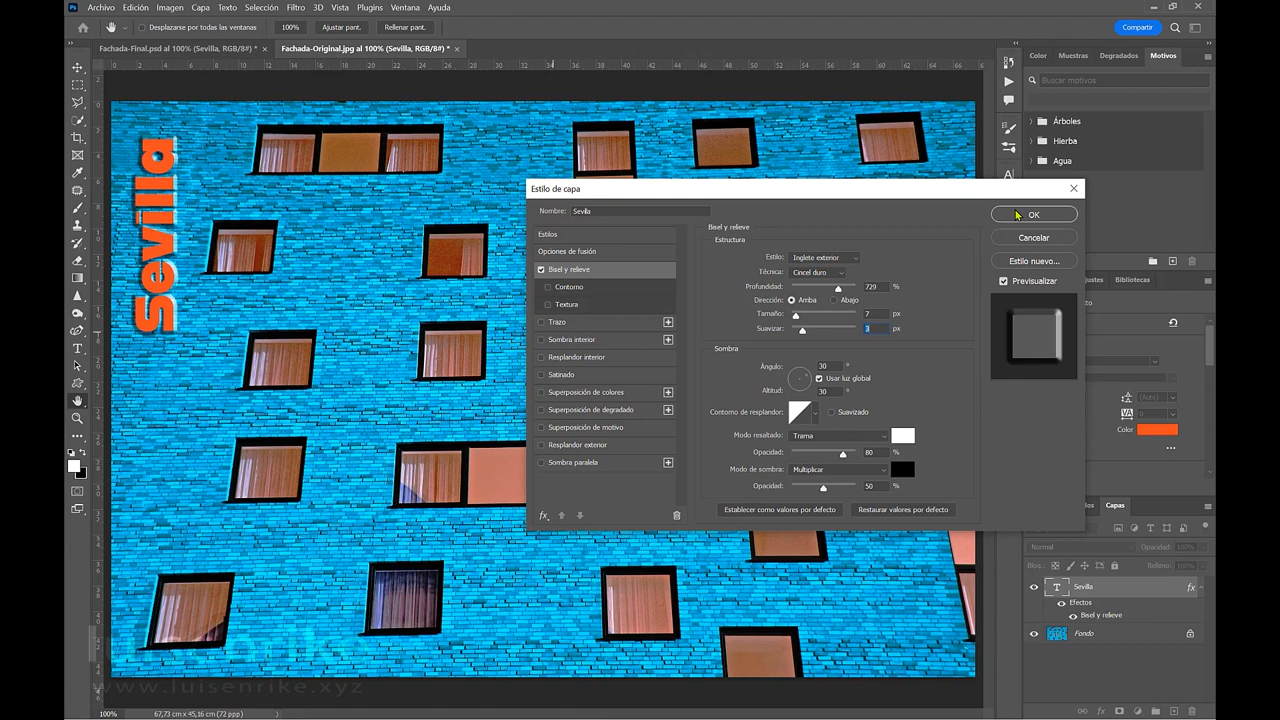 Archivo Edición Imagen Capa Texto Selección Filtro 3D Vista Plugins Ventana Ayuda
Desplazarse por todas las ventanas 100% Ajustar pant. Rellenar pant. Compartir
Fachada-Final.psd al 100% (Sevilla, RGB/8#) * × Fachada-Original.jpg al 100% (Sevilla, RGB/8#) * ×
Color Muestras Degradados Motivos
Buscar motivos
Árboles
Hierba
Agua
Sevilla
Estilo de capa
Nombre: Sevilla
Estilos
Opciones de fusión
Bisel y relieve
Contorno
Textura
Trazo
Sombra interior
Resplandor interior
Satinado
Superposición de colores
Superposición de degradado
Superposición de motivo
Resplandor exterior
Sombra paralela
fx
Bisel y relieve
Estructura
Estilo: Inglete exterior
Técnica: Cincel duro
Profundidad: 729 %
Dirección: Arriba Abajo
Tamaño: 7 px
Suavizar: 3 px
Sombra
Ángulo: 30 °
Usar luz global
Altitud: 30 °
Contorno de resplandor: Suavizado
Modo resaltado: Trama
Opacidad: 80 %
Modo de sombra: Multiplicar
Opacidad: 50 %
Establecer como valores por defecto Restaurar valores por defecto
OK
Cancelar
Estilo nuevo...
Previsualizar
Bibliotecas
(Auto)
Color
Capas
Normal Opacidad: 100%
Bloq.: Relleno: 100%
T Sevilla fx
Efectos
Bisel y relieve
Fondo
www.luisenrike.xyz
100% 67,73 cm x 45,16 cm (72 ppp)